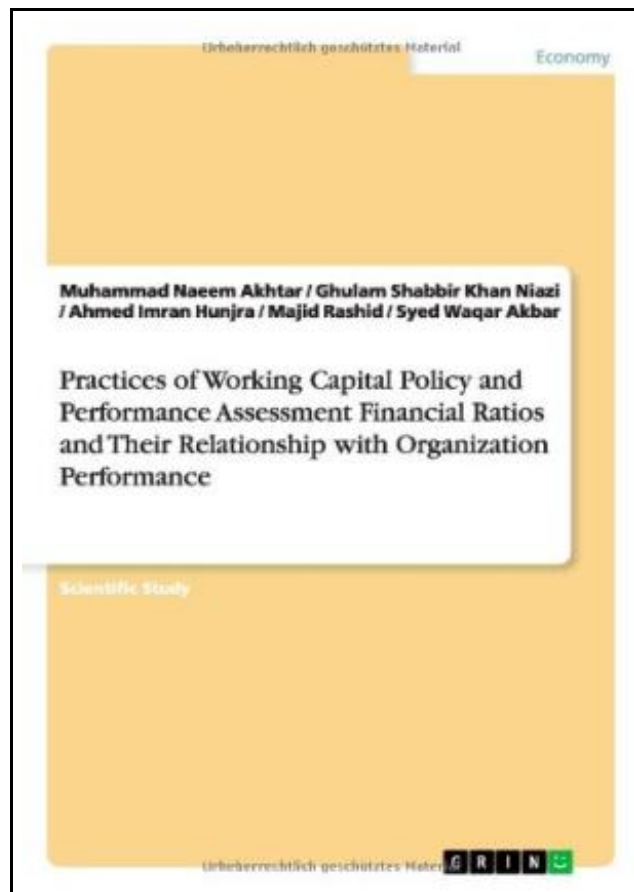 Urheberrechtlich geschütztes Material
Economy
Muhammad Naeem Akhtar / Ghulam Shabbir Khan Niazi
/ Ahmed Imran Hunjra / Majid Rashid / Syed Waqar Akbar
Practices of Working Capital Policy and
Performance Assessment Financial Ratios
and Their Relationship with Organization
Performance
Scientific Study
Urheberrechtlich geschütztes Mater
GRIN